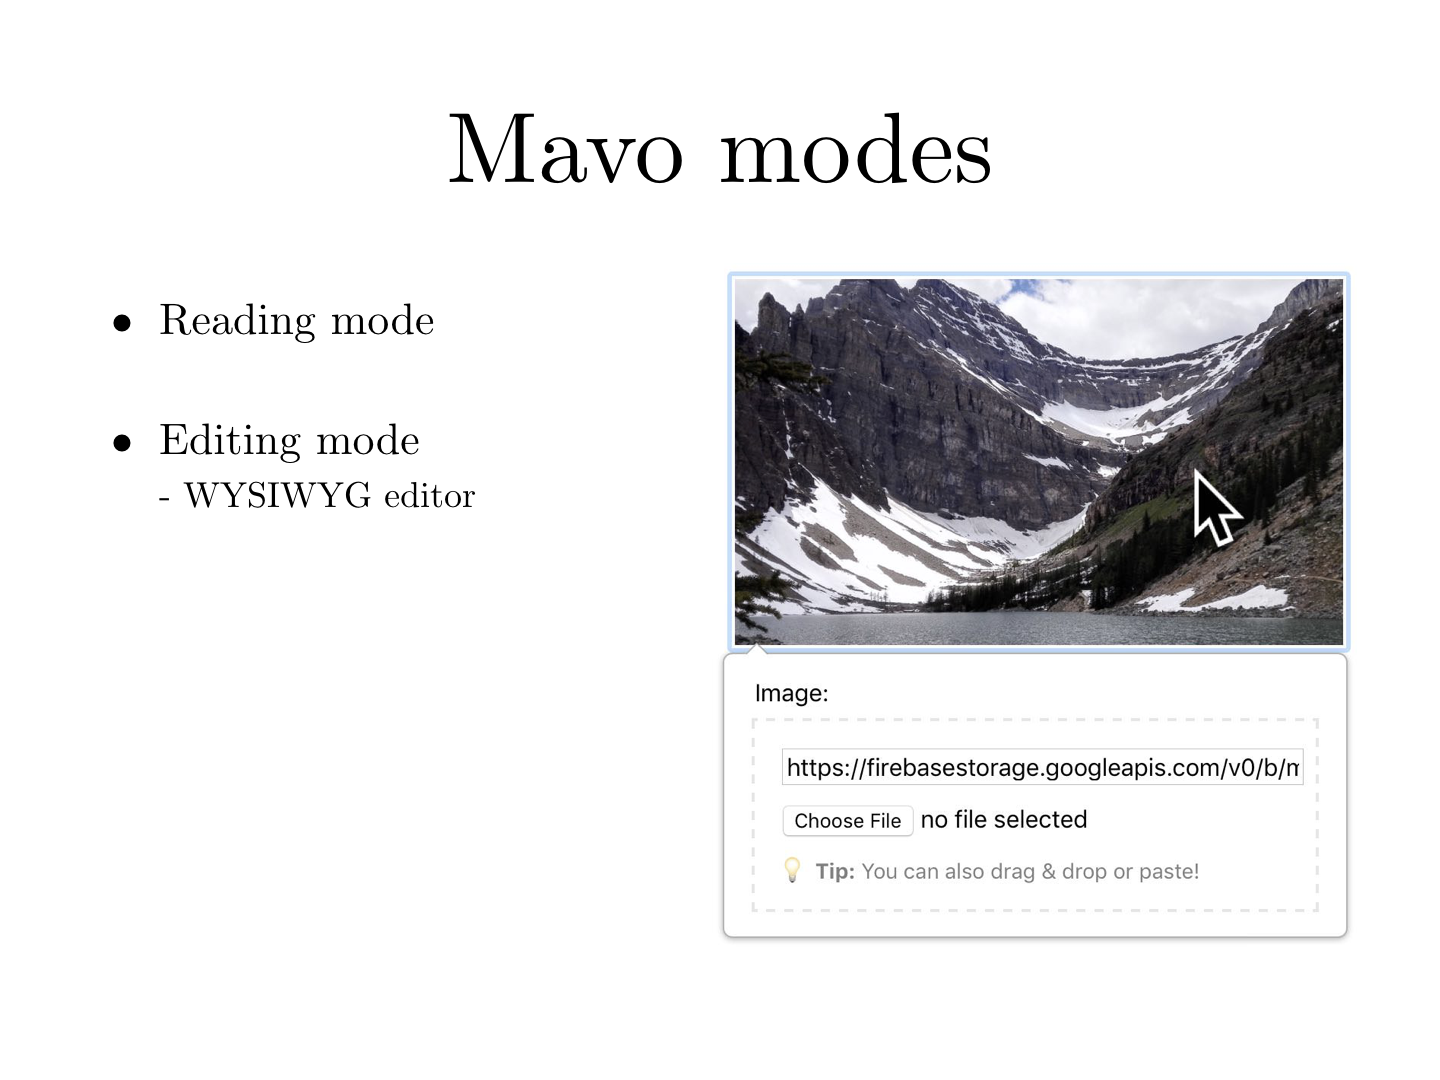 Mavo modes
• Reading mode
• Editing mode
- WYSIWYG editor
Image:
https://firebasestorage.googleapis.com/v0/b/m
Choose File no file selected
Tip: You can also drag & drop or paste!